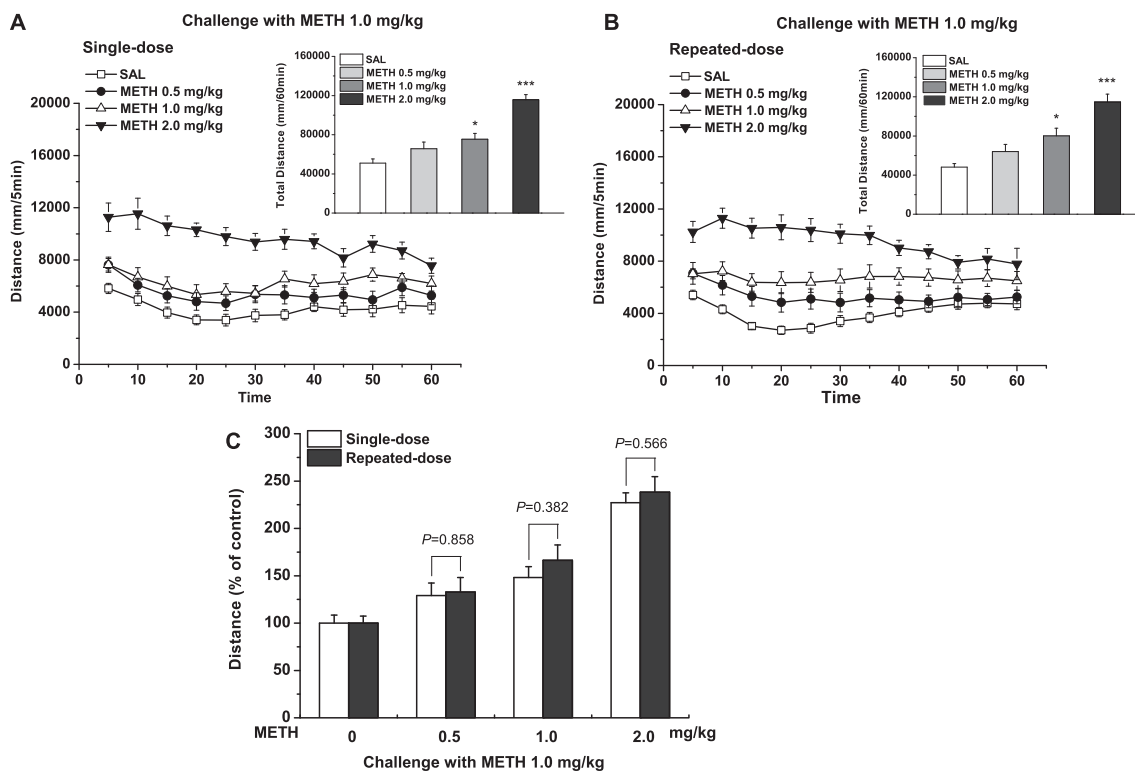 A
Challenge with METH 1.0 mg/kg
Single-dose
SAL
METH 0.5 mg/kg
METH 1.0 mg/kg
METH 2.0 mg/kg
20000
16000
12000
8000
4000
0
Distance (mm/5min)
0 10 20 30 40 50 60
Time
160000
120000
80000
40000
0
Total Distance (mm/60min)
SAL
METH 0.5 mg/kg
METH 1.0 mg/kg
METH 2.0 mg/kg
*
***
B
Challenge with METH 1.0 mg/kg
Repeated-dose
SAL
METH 0.5 mg/kg
METH 1.0 mg/kg
METH 2.0 mg/kg
20000
16000
12000
8000
4000
0
Distance (mm/5min)
0 10 20 30 40 50 60
Time
160000
120000
80000
40000
0
Total Distance (mm/60min)
SAL
METH 0.5 mg/kg
METH 1.0 mg/kg
METH 2.0 mg/kg
*
***
C
Single-dose
Repeated-dose
300
250
200
150
100
50
0
Distance (% of control)
P=0.858
P=0.382
P=0.566
METH 0 0.5 1.0 2.0 mg/kg
Challenge with METH 1.0 mg/kg